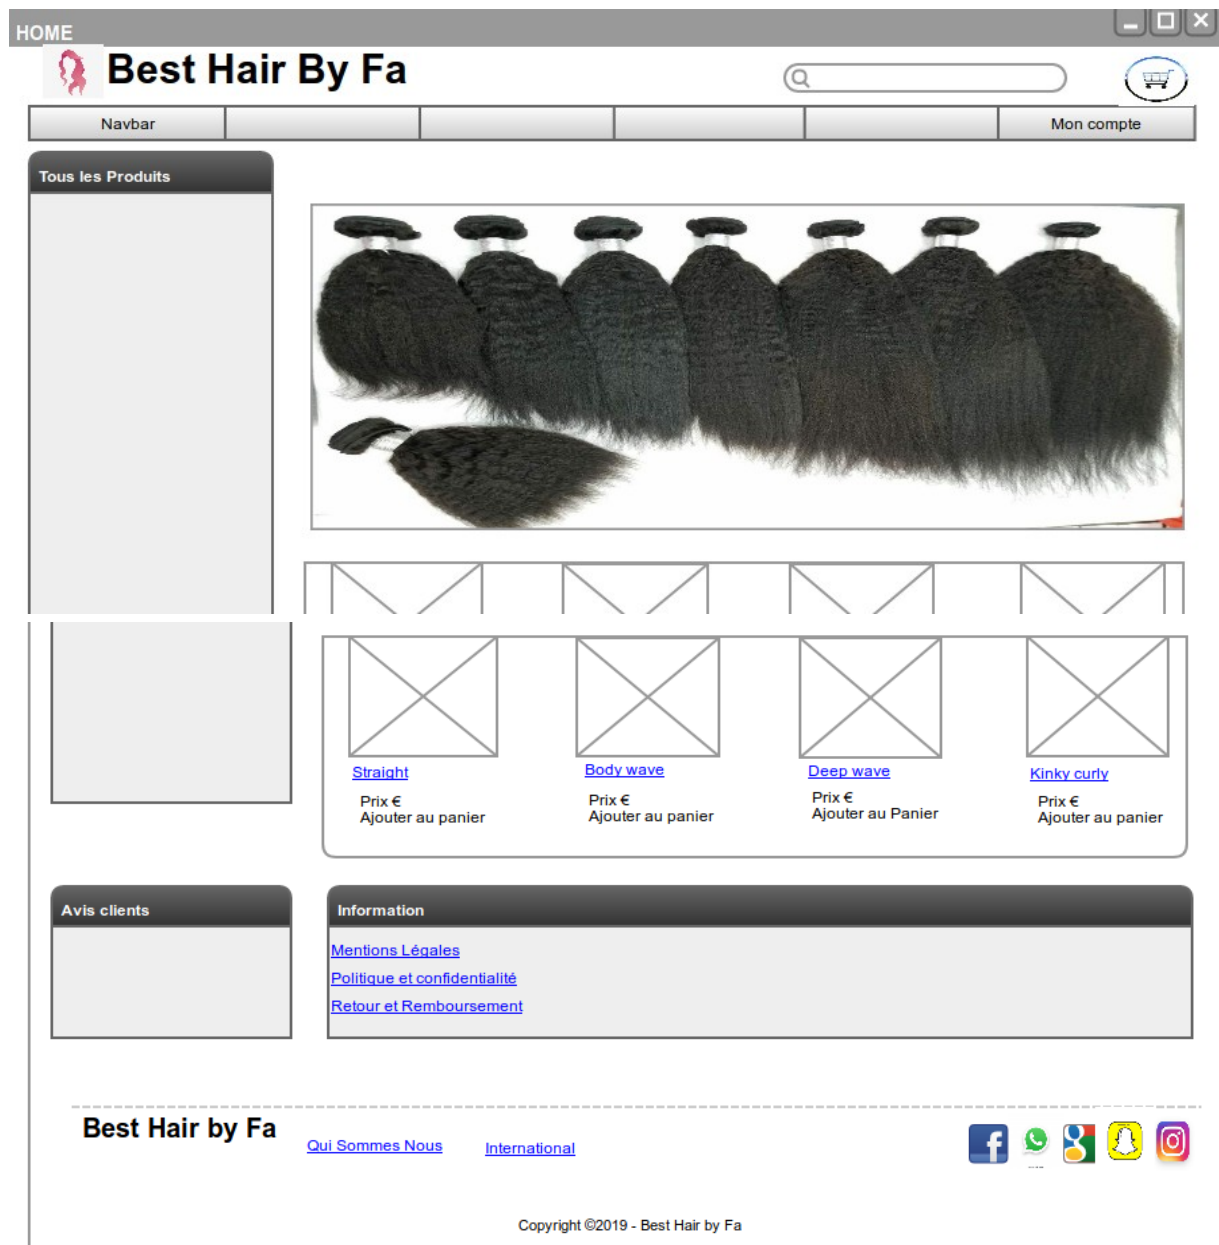 HOME
Best Hair By Fa
Navbar
Mon compte
Tous les Produits
Straight
Body wave
Deep wave
Kinky curly
Prix €
Prix €
Prix €
Prix €
Ajouter au panier
Ajouter au panier
Ajouter au Panier
Ajouter au panier
Avis clients
Information
Mentions Légales
Politique et confidentialité
Retour et Remboursement
Best Hair by Fa
Qui Sommes Nous
International
Copyright ©2019 - Best Hair by Fa